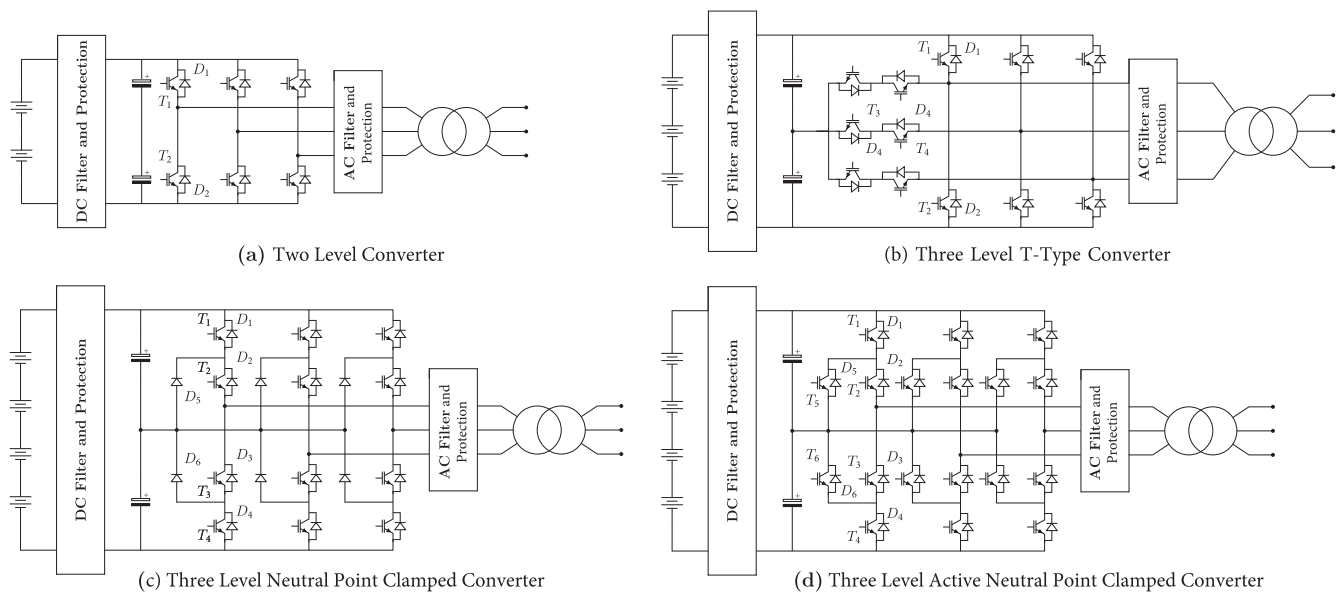 DC Filter and Protection
D1
T1
T2
D2
AC Filter and
Protection
(a) Two Level Converter
DC Filter and Protection
T1
D1
T3
D4
D4
T4
T2
D2
AC Filter and
Protection
(b) Three Level T-Type Converter
DC Filter and Protection
T1
D1
D2
T2
D5
D6
D3
T3
D4
T4
AC Filter and
Protection
(c) Three Level Neutral Point Clamped Converter
DC Filter and Protection
T1
D1
D2
D5
T2
T5
T6
T3
D3
D6
D4
T4
AC Filter and
Protection
(d) Three Level Active Neutral Point Clamped Converter